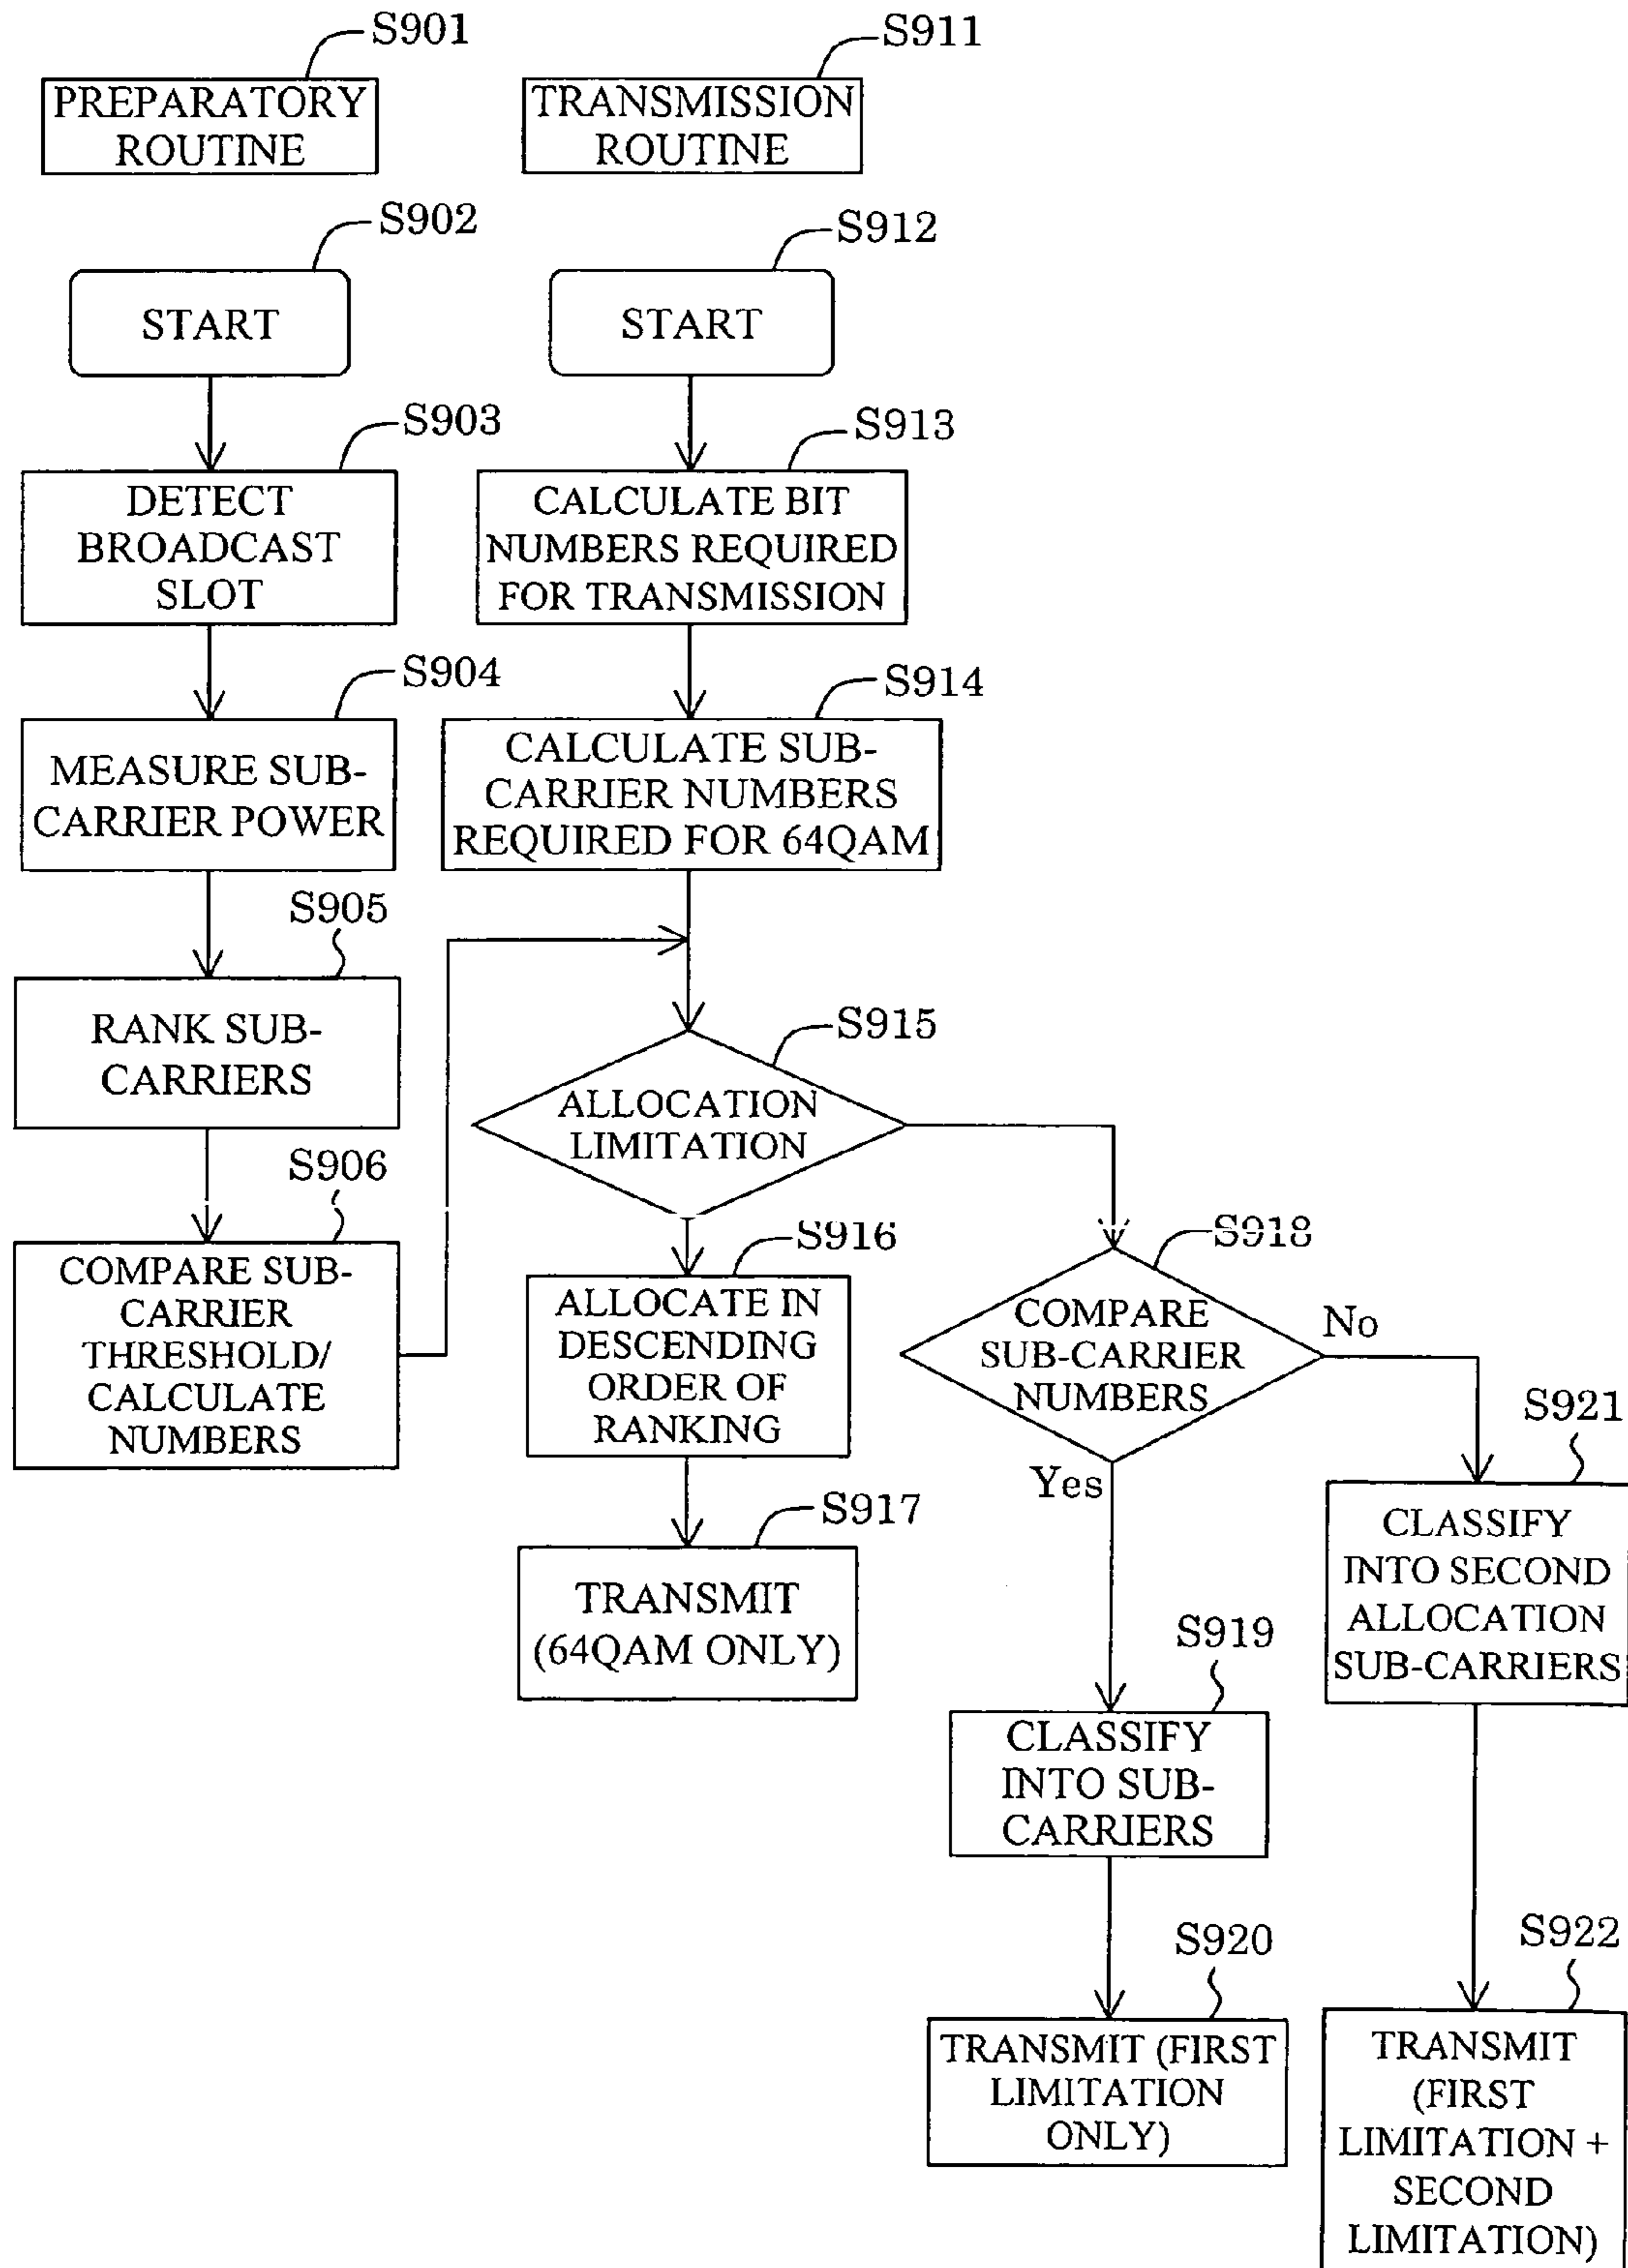 S901
PREPARATORY
ROUTINE
S902
START
S903
DETECT
BROADCAST
SLOT
S904
MEASURE SUB-
CARRIER POWER
S905
RANK SUB-
CARRIERS
S906
COMPARE SUB-
CARRIER
THRESHOLD/
CALCULATE
NUMBERS
S911
TRANSMISSION
ROUTINE
S912
START
S913
CALCULATE BIT
NUMBERS REQUIRED
FOR TRANSMISSION
S914
CALCULATE SUB-
CARRIER NUMBERS
REQUIRED FOR 64QAM
S915
ALLOCATION
LIMITATION
S916
ALLOCATE IN
DESCENDING
ORDER OF
RANKING
S917
TRANSMIT
(64QAM ONLY)
S918
COMPARE
SUB-CARRIER
NUMBERS
Yes
No
S919
CLASSIFY
INTO SUB-
CARRIERS
S920
TRANSMIT (FIRST
LIMITATION
ONLY)
S921
CLASSIFY
INTO SECOND
ALLOCATION
SUB-CARRIERS
S922
TRANSMIT
(FIRST
LIMITATION +
SECOND
LIMITATION)